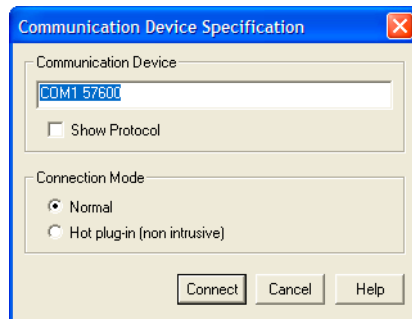 Communication Device Specification
Communication Device
COM1 57600
Show Protocol
Connection Mode
Normal
Hot plug-in (non intrusive)
Connect Cancel Help